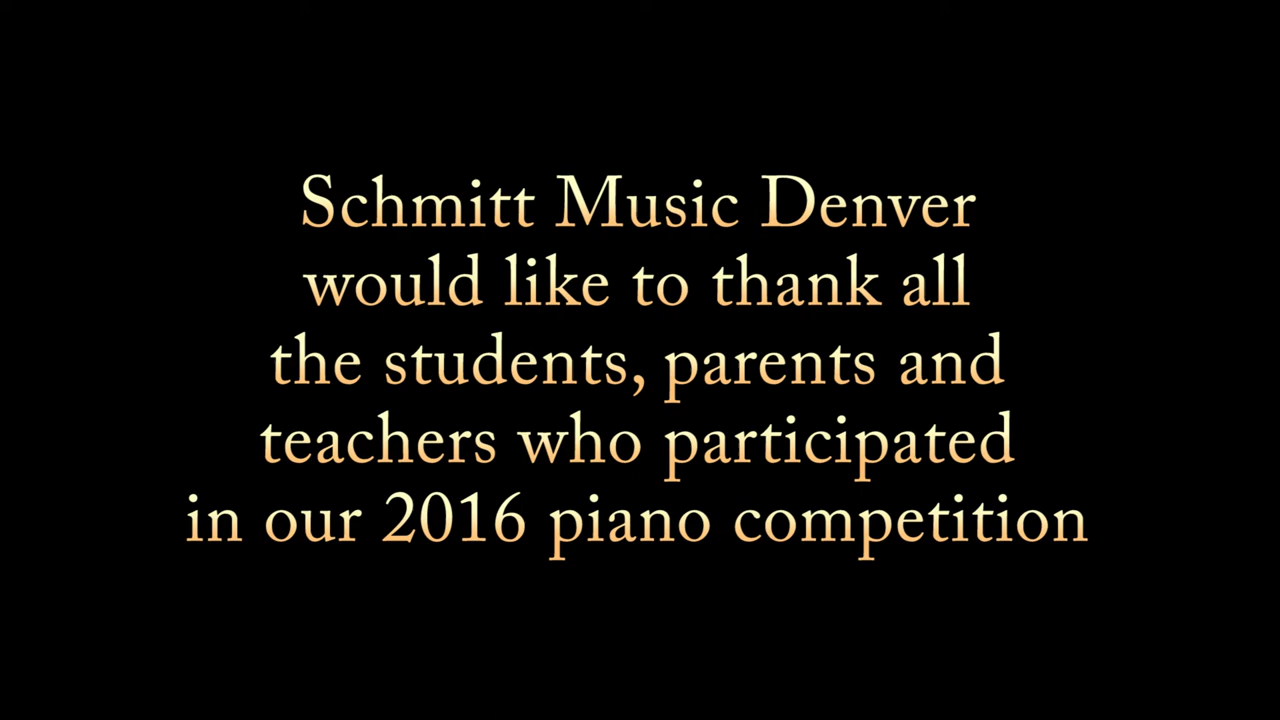 Schmitt Music Denver
would like to thank all
the students, parents and
teachers who participated
in our 2016 piano competition